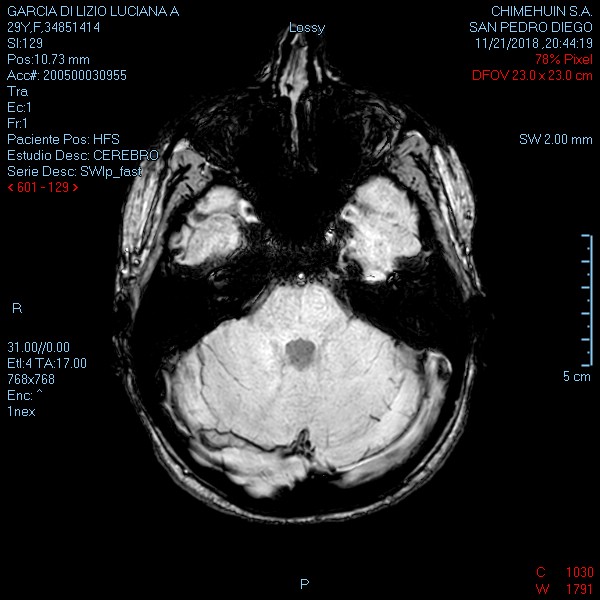 GARCIA DI LIZIO LUCIANA A
29Y,F,34851414
Sl:129
Pos:10.73 mm
Acc#: 200500030955
Tra
Ec:1
Fr:1
Paciente Pos: HFS
Estudio Desc: CEREBRO
Serie Desc: SWIp_fast
< 601 - 129 >
Lossy
CHIMEHUIN S.A.
SAN PEDRO DIEGO
11/21/2018 ,20:44:19
78% Pixel
DFOV 23.0 x 23.0 cm
SW 2.00 mm
R
31.00//0.00
Etl:4 TA:17.00
768x768
Enc: ^
1nex
5 cm
P
C 1030
W 1791